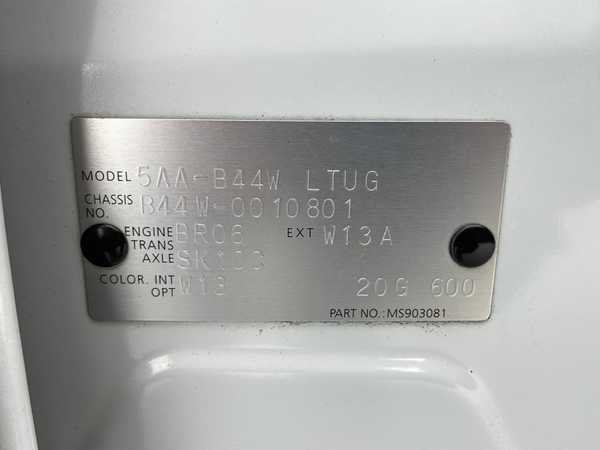 MODEL 5AA-B44W LTUG
CHASSIS NO. B44W-0010801
ENGINE BR06 EXT W13A
TRANS
AXLE
COLOR. INT W13
OPT 20G 600
PART NO.:MS903081